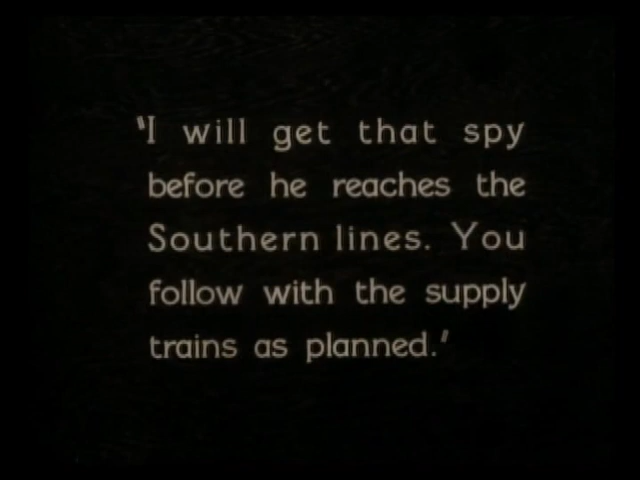 "I will get that spy
before he reaches the
Southern lines. You
follow with the supply
trains as planned."